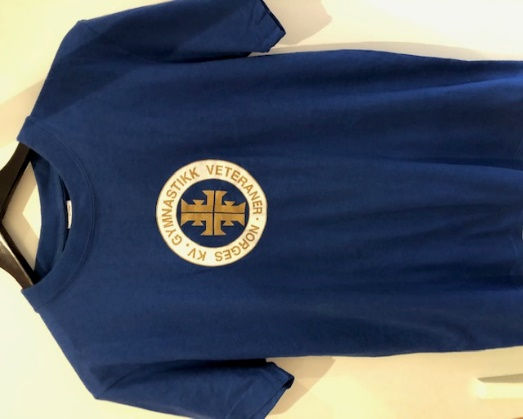 NORGES KV. GYMNASTIKK VETERANER ·